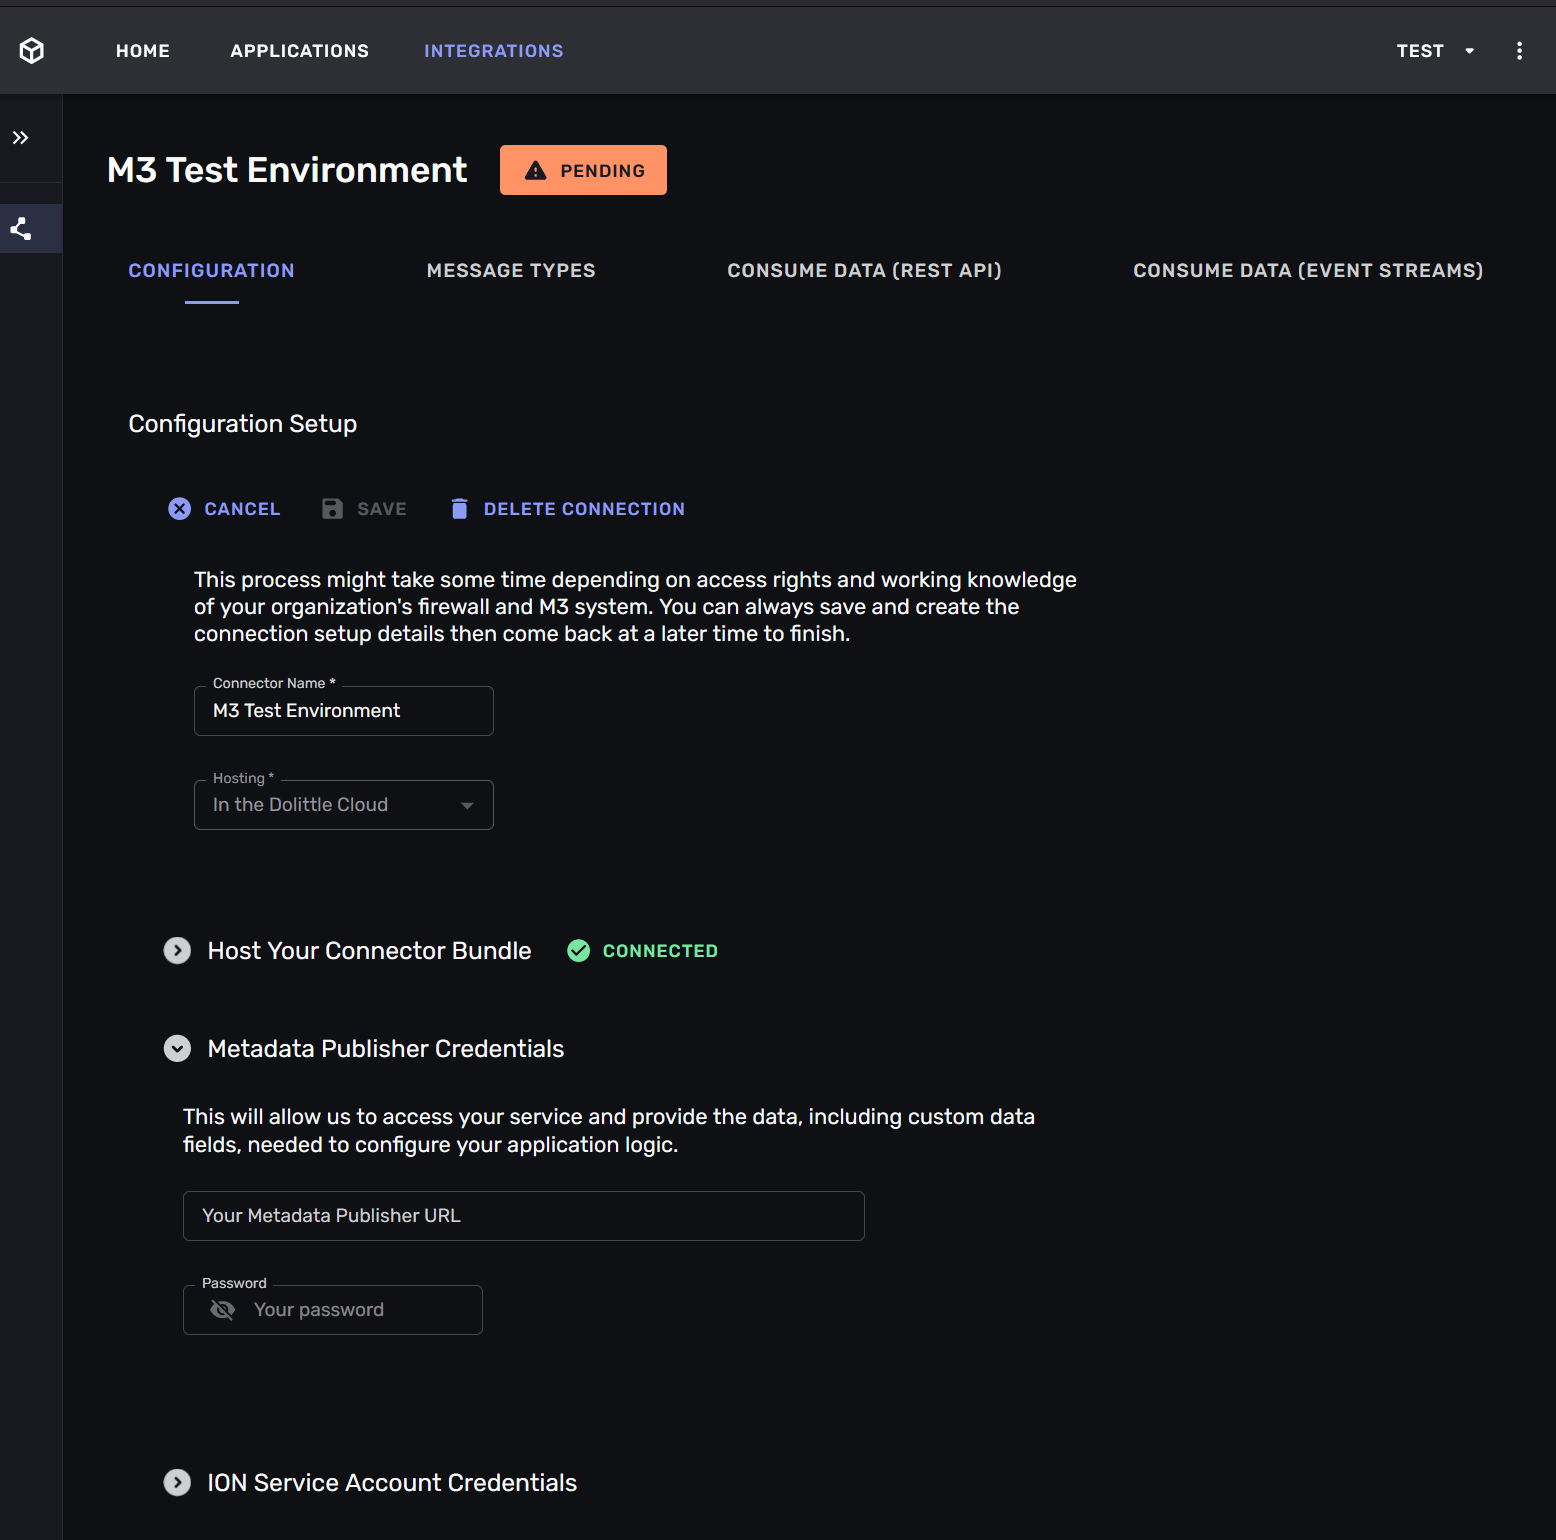 HOME
APPLICATIONS
INTEGRATIONS
TEST
M3 Test Environment
PENDING
CONFIGURATION
MESSAGE TYPES
CONSUME DATA (REST API)
CONSUME DATA (EVENT STREAMS)
Configuration Setup
CANCEL
SAVE
DELETE CONNECTION
This process might take some time depending on access rights and working knowledge
of your organization's firewall and M3 system. You can always save and create the
connection setup details then come back at a later time to finish.
Connector Name *
M3 Test Environment
Hosting *
In the Dolittle Cloud
Host Your Connector Bundle
CONNECTED
Metadata Publisher Credentials
This will allow us to access your service and provide the data, including custom data
fields, needed to configure your application logic.
Your Metadata Publisher URL
Password
Your password
ION Service Account Credentials